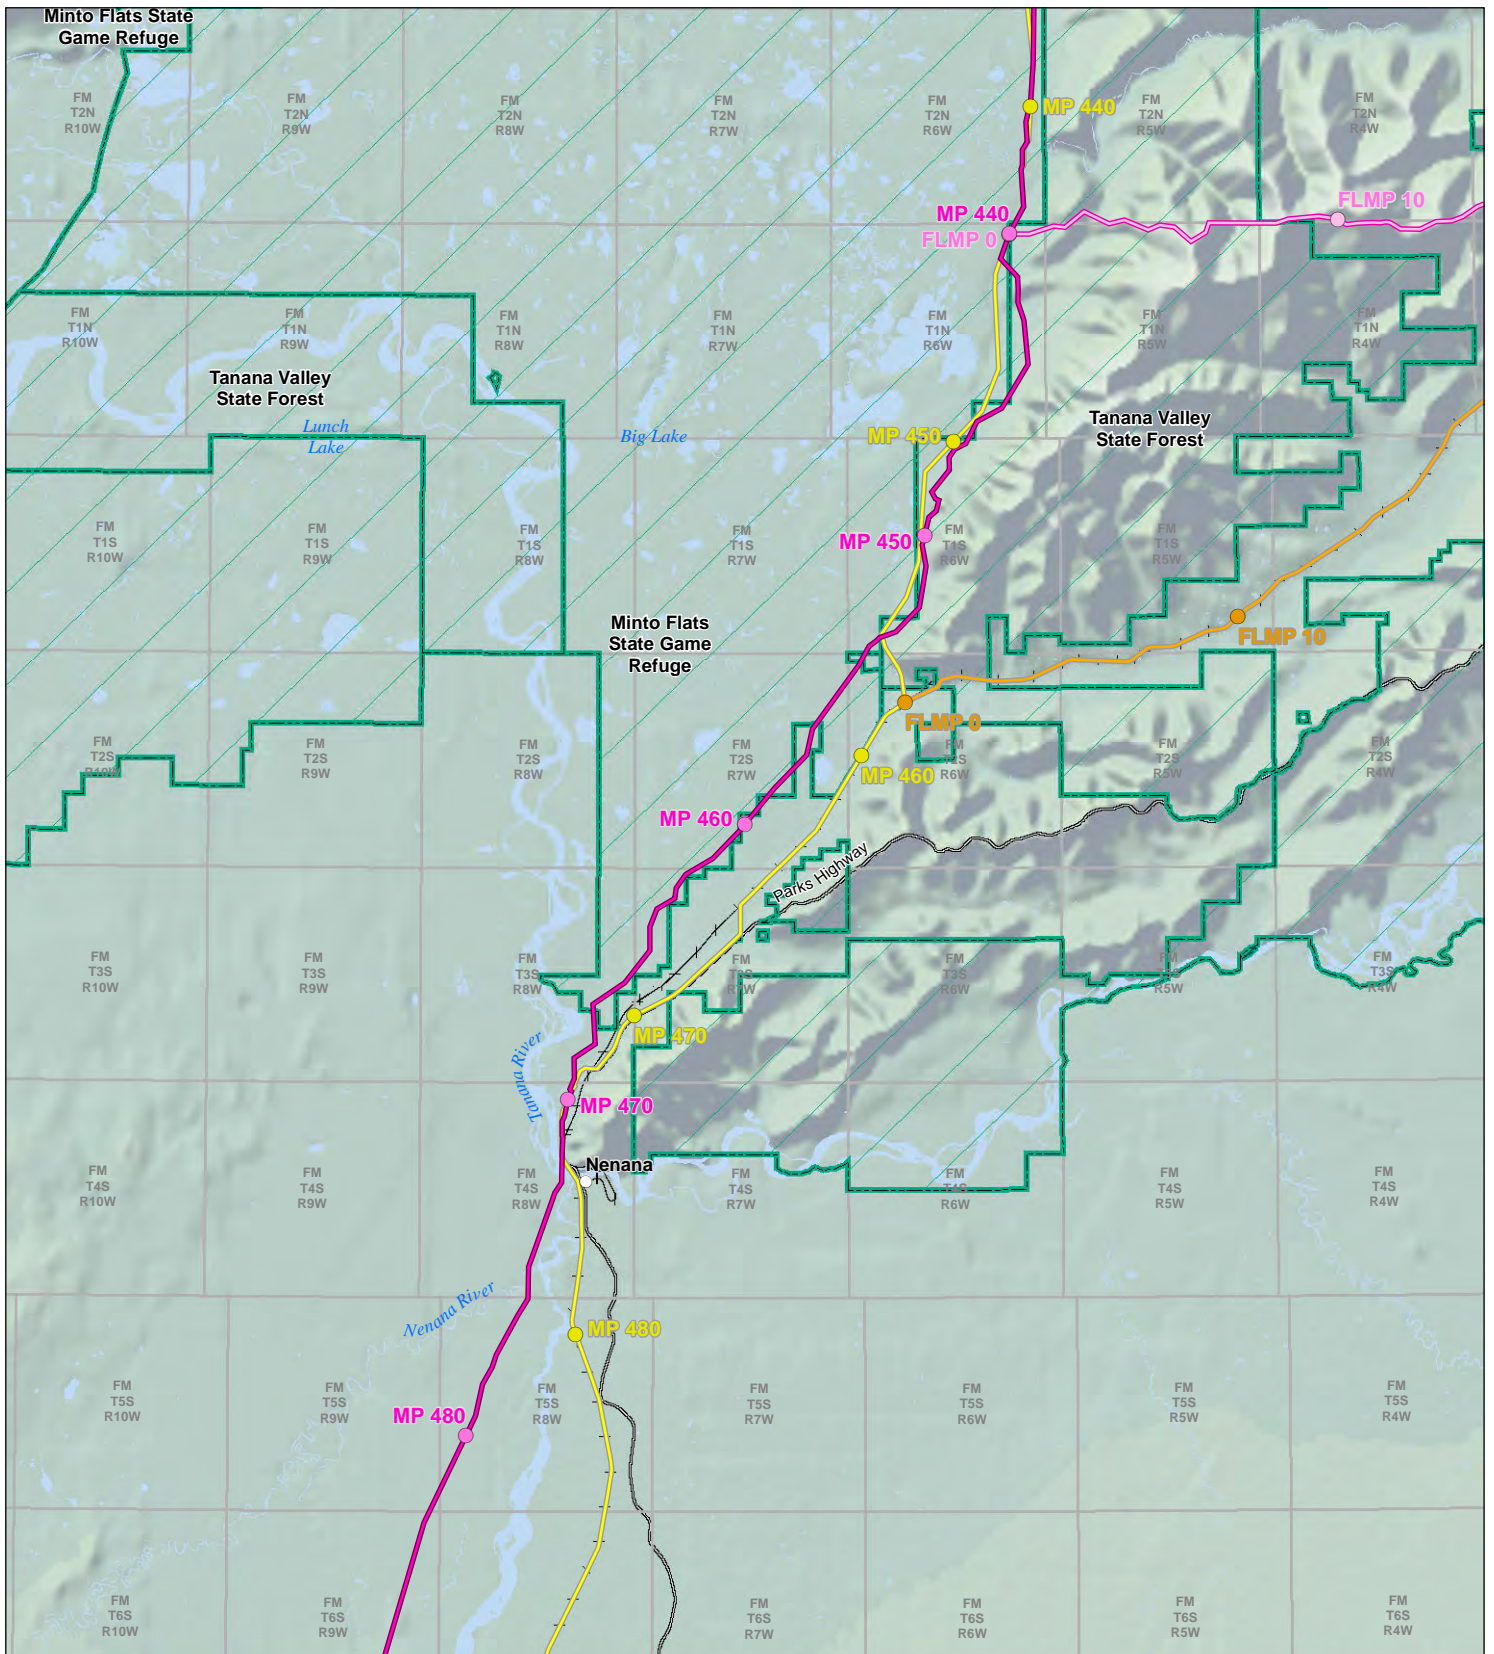 Minto Flats State
Game Refuge
FM
T2N
R10W
FM
T2N
R9W
FM
T2N
R8W
FM
T2N
R7W
FM
T2N
R6W
MP 440
FM
T2N
R5W
FM
T2N
R4W
MP 440
FLMP 0
FLMP 10
FM
T1N
R10W
FM
T1N
R9W
FM
T1N
R8W
FM
T1N
R7W
FM
T1N
R6W
FM
T1N
R5W
FM
T1N
R4W
Tanana Valley
State Forest
Lunch
Lake
Big Lake
MP 450
Tanana Valley
State Forest
FM
T1S
R10W
FM
T1S
R9W
FM
T1S
R8W
FM
T1S
R7W
MP 450
FM
T1S
R6W
FM
T1S
R5W
Minto Flats
State Game
Refuge
FLMP 10
FLMP 0
FM
T2S
R10W
FM
T2S
R9W
FM
T2S
R8W
FM
T2S
R7W
MP 460
FM
T2S
R6W
FM
T2S
R5W
FM
T2S
R4W
MP 460
Parks Highway
FM
T3S
R10W
FM
T3S
R9W
FM
T3S
R8W
FM
T3S
R7W
FM
T3S
R6W
FM
T3S
R5W
FM
T3S
R4W
MP 470
Tanana River
MP 470
Nenana
FM
T4S
R10W
FM
T4S
R9W
FM
T4S
R8W
FM
T4S
R7W
FM
T4S
R6W
FM
T4S
R5W
FM
T4S
R4W
Nenana River
MP 480
FM
T5S
R10W
FM
T5S
R9W
MP 480
FM
T5S
R8W
FM
T5S
R7W
FM
T5S
R6W
FM
T5S
R5W
FM
T5S
R4W
FM
T6S
R10W
FM
T6S
R9W
FM
T6S
R7W
FM
T6S
R6W
FM
T6S
R5W
FM
T6S
R4W